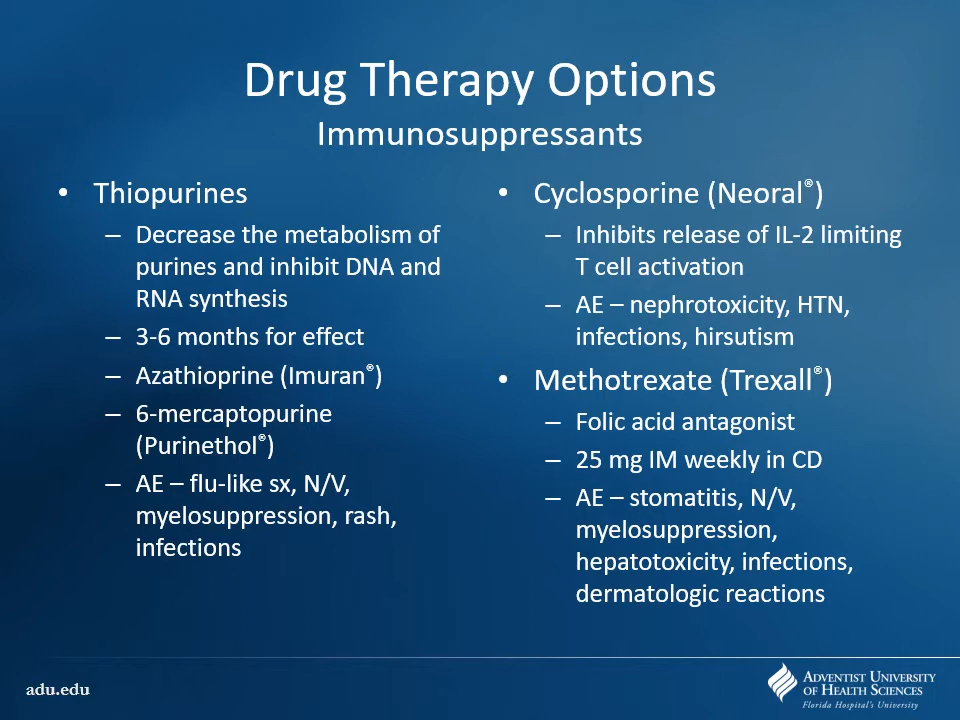 Drug Therapy Options
Immunosuppressants
• Thiopurines
– Decrease the metabolism of
purines and inhibit DNA and
RNA synthesis
– 3-6 months for effect
– Azathioprine (Imuran®)
– 6-mercaptopurine
(Purinethol®)
– AE – flu-like sx, N/V,
myelosuppression, rash,
infections
• Cyclosporine (Neoral®)
– Inhibits release of IL-2 limiting
T cell activation
– AE – nephrotoxicity, HTN,
infections, hirsutism
• Methotrexate (Trexall®)
– Folic acid antagonist
– 25 mg IM weekly in CD
– AE – stomatitis, N/V,
myelosuppression,
hepatotoxicity, infections,
dermatologic reactions
adu.edu
ADVENTIST UNIVERSITY
OF HEALTH SCIENCES
Florida Hospital's University